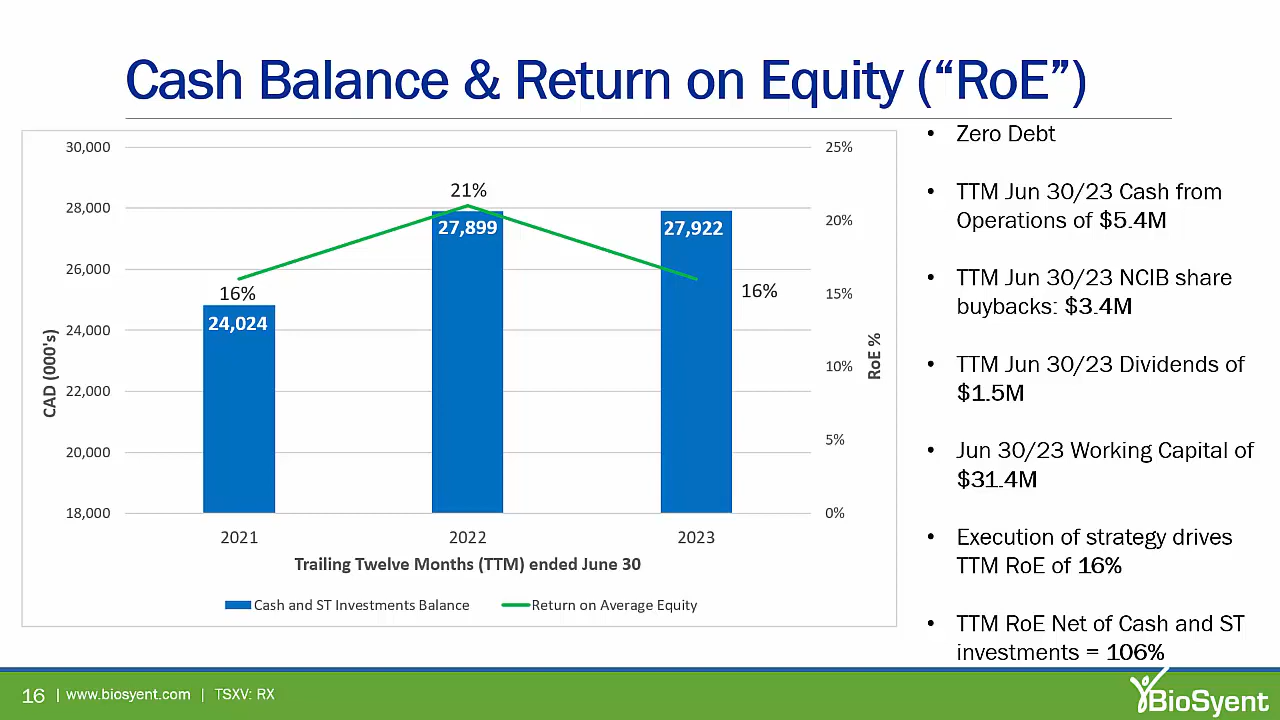 Cash Balance & Return on Equity (“RoE”)
30,000
28,000
26,000
24,000
22,000
20,000
18,000
CAD (000's)
25%
20%
15%
10%
5%
0%
RoE %
16%
24,024
21%
27,899
27,922
16%
2021
2022
2023
Trailing Twelve Months (TTM) ended June 30
Cash and ST Investments Balance
Return on Average Equity
• Zero Debt
• TTM Jun 30/23 Cash from
Operations of $5.4M
• TTM Jun 30/23 NCIB share
buybacks: $3.4M
• TTM Jun 30/23 Dividends of
$1.5M
• Jun 30/23 Working Capital of
$31.4M
• Execution of strategy drives
TTM RoE of 16%
• TTM RoE Net of Cash and ST
investments = 106%
16 | www.biosyent.com | TSXV: RX
BioSyent